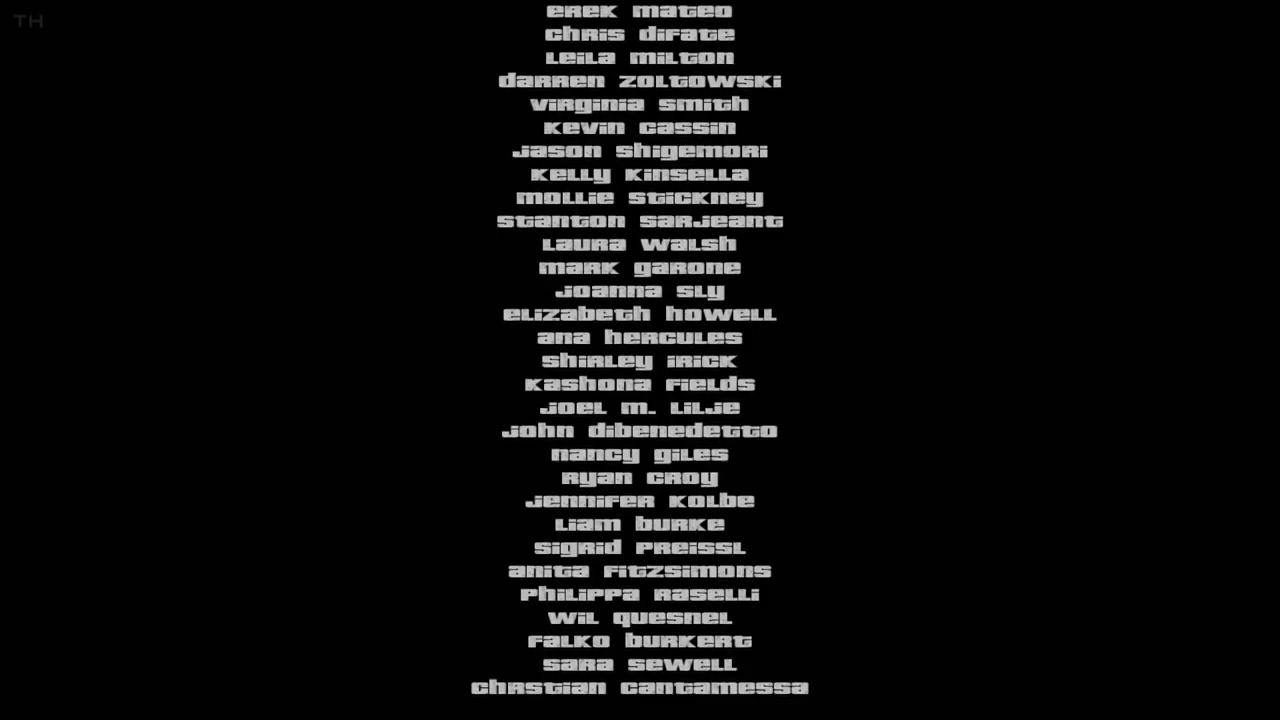 TH
EREK MATEO
CHRIS DIFATE
LEILA MILTON
DARREN ZOLTOWSKI
VIRGINIA SMITH
KEVIN CASSIN
JASON SHIGEMORI
KELLY KINSELLA
MOLLIE STICKNEY
STANTON SARJEANT
LAURA WALSH
MARK GARONE
JOANNA SLY
ELIZABETH HOWELL
ANA HERCULES
SHIRLEY IRICK
KASHONA FIELDS
JOEL M. LILJE
JOHN DIBENEDETTO
NANCY GILES
RYAN CROY
JENNIFER KOLBE
LIAM BURKE
SIGRID PREISSL
ANITA FITZSIMONS
PHILIPPA RASELLI
WIL QUESNEL
FALKO BURKERT
SARA SEWELL
CHRSTIAN CANTAMESSA